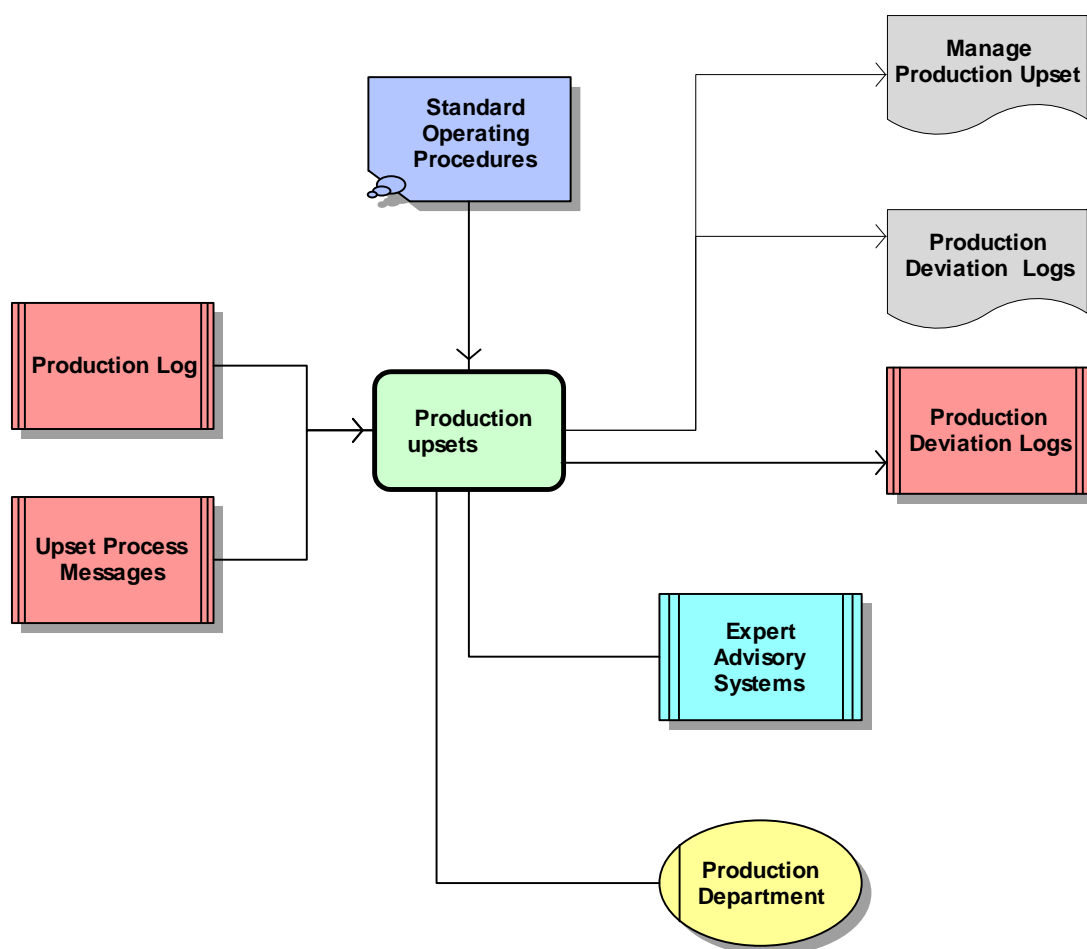 Manage
Production Upset
Standard
Operating
Procedures
Production
Deviation Logs
Production Log
Production
upsets
Production
Deviation Logs
Upset Process
Messages
Expert
Advisory
Systems
Production
Department